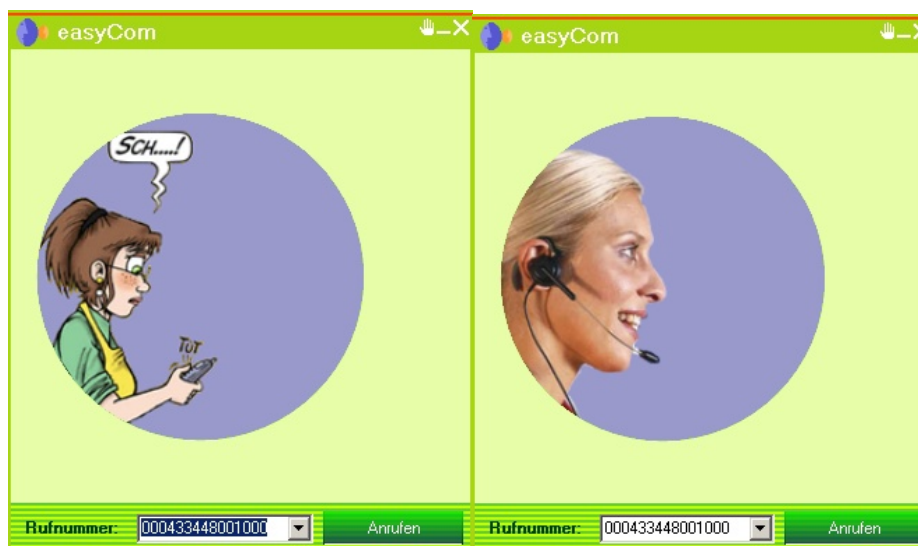 easyCom
SCH....!
TUT
Rufnummer: 000433448001000 Anrufen
easyCom
Rufnummer: 000433448001000 Anrufen